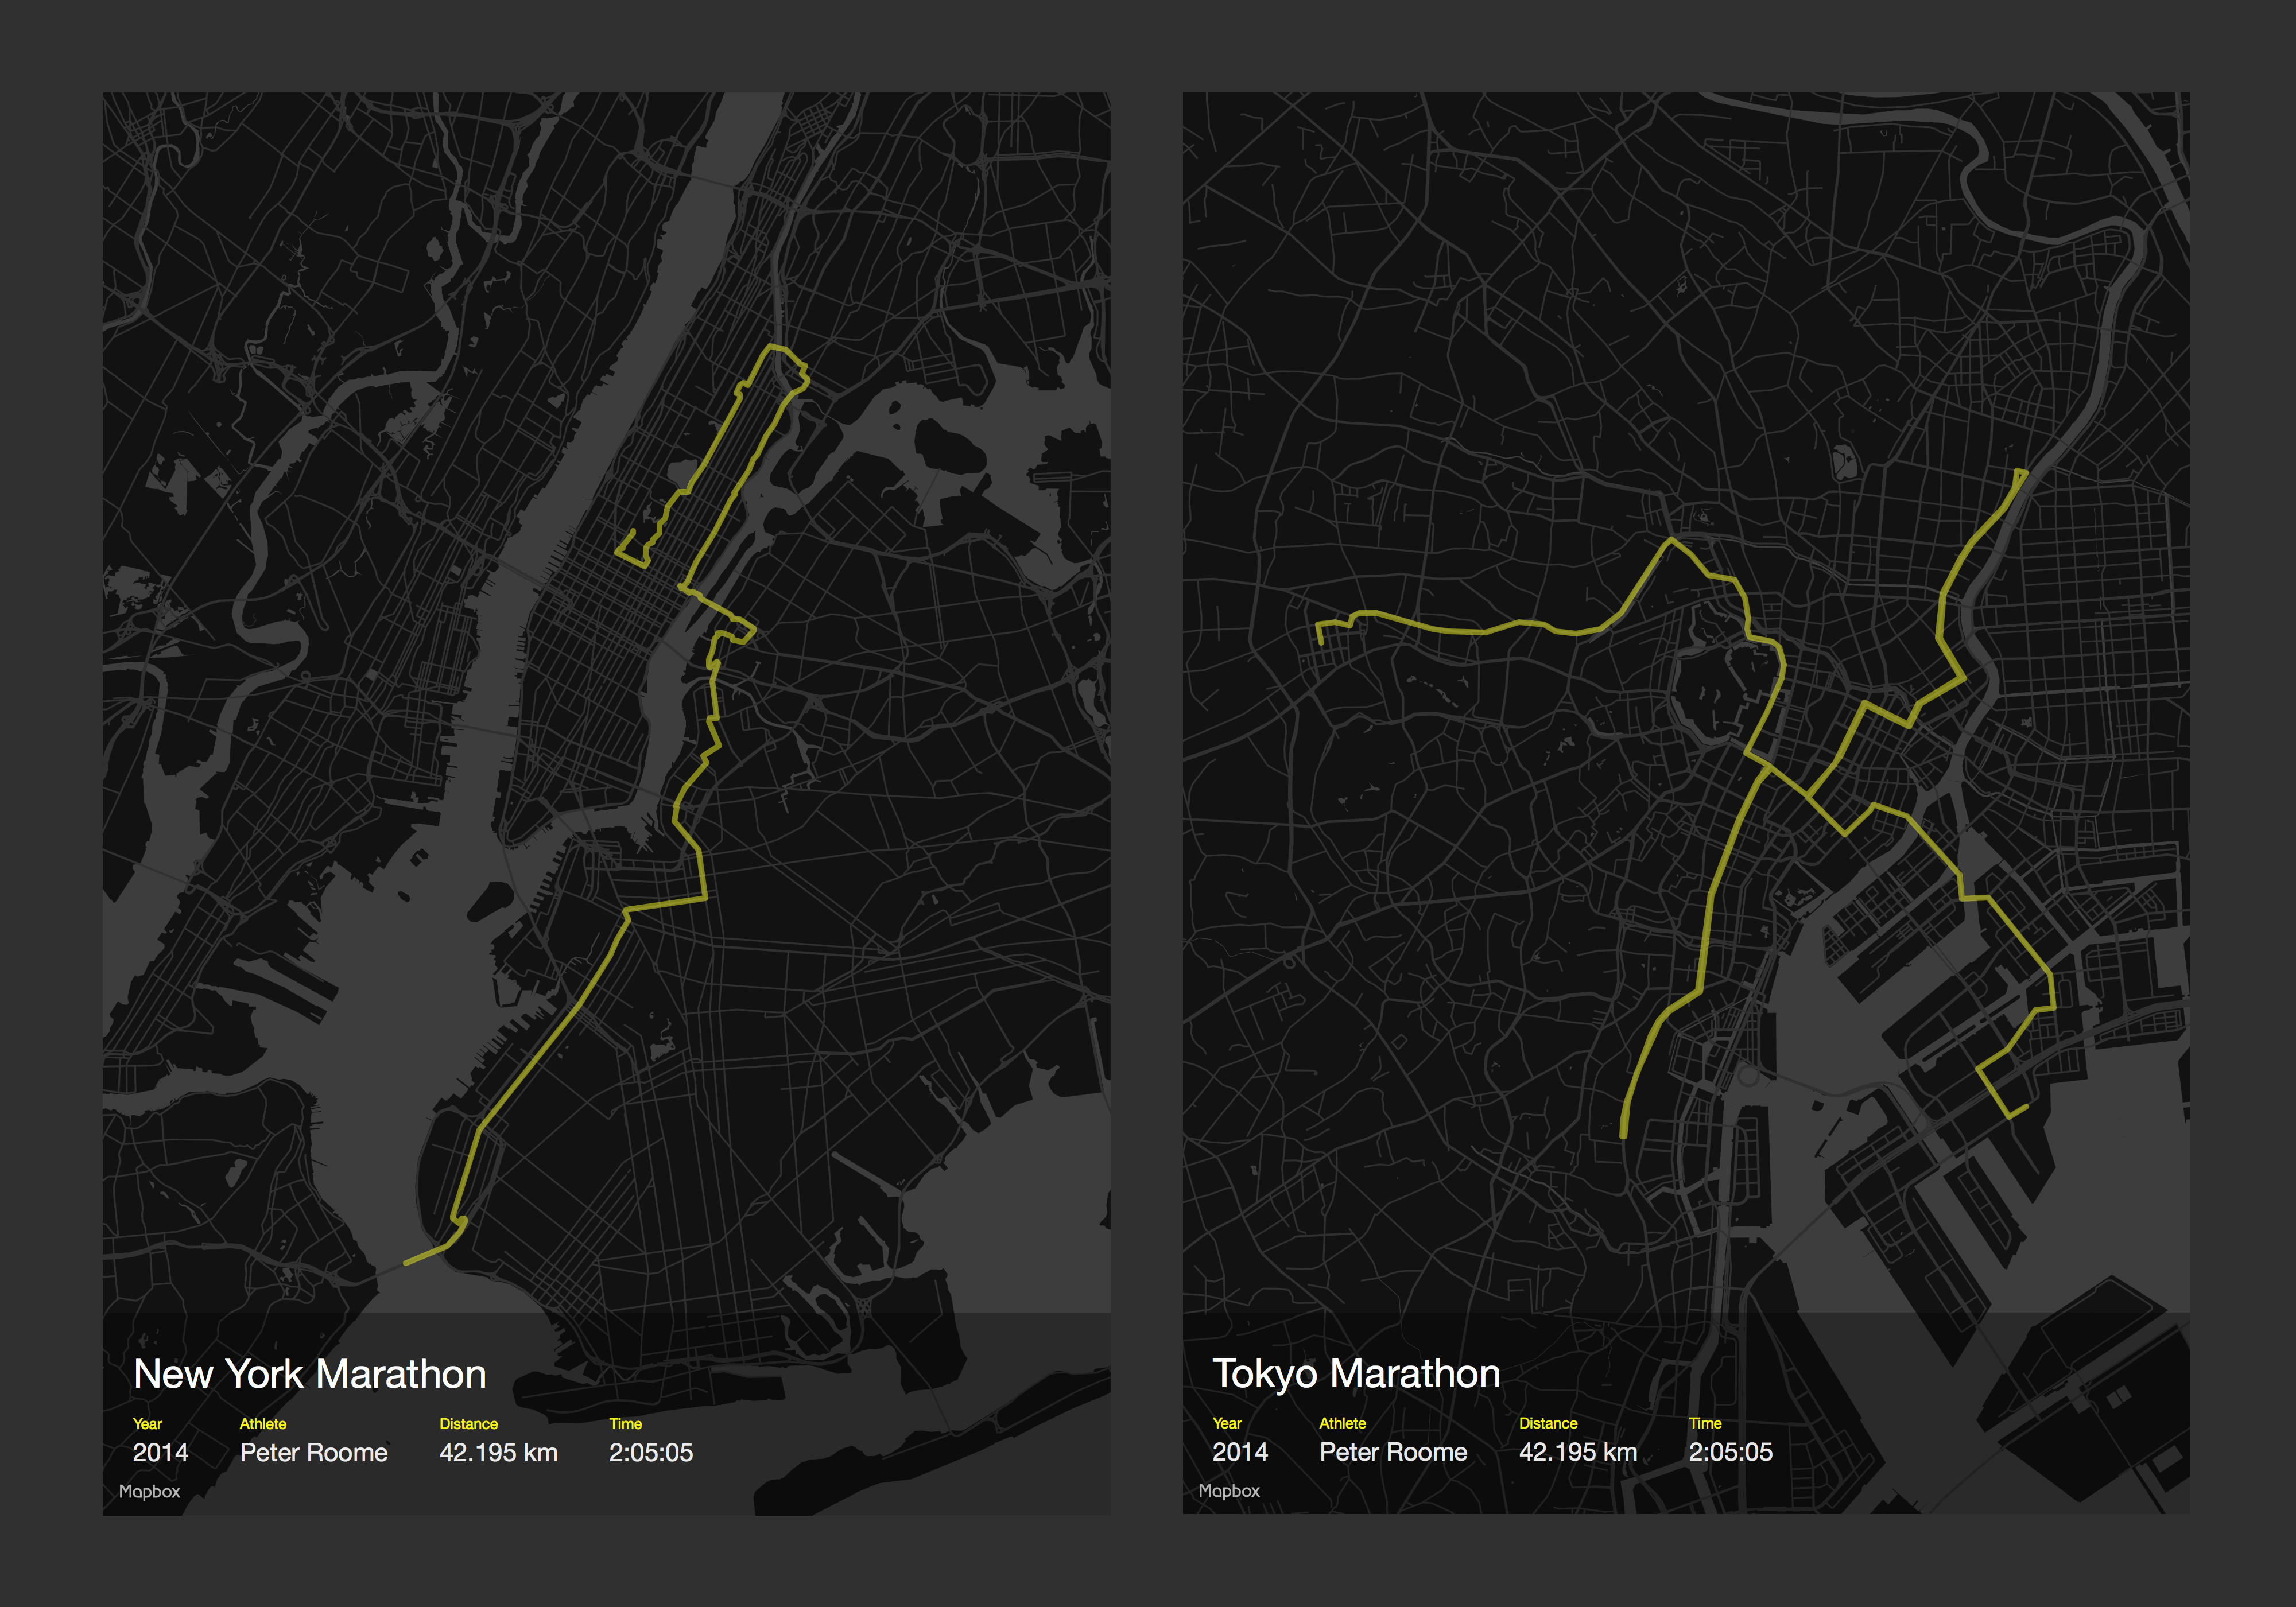 New York Marathon
Year Athlete Distance Time
2014 Peter Roome 42.195 km 2:05:05
Mapbox
Tokyo Marathon
Year Athlete Distance Time
2014 Peter Roome 42.195 km 2:05:05
Mapbox